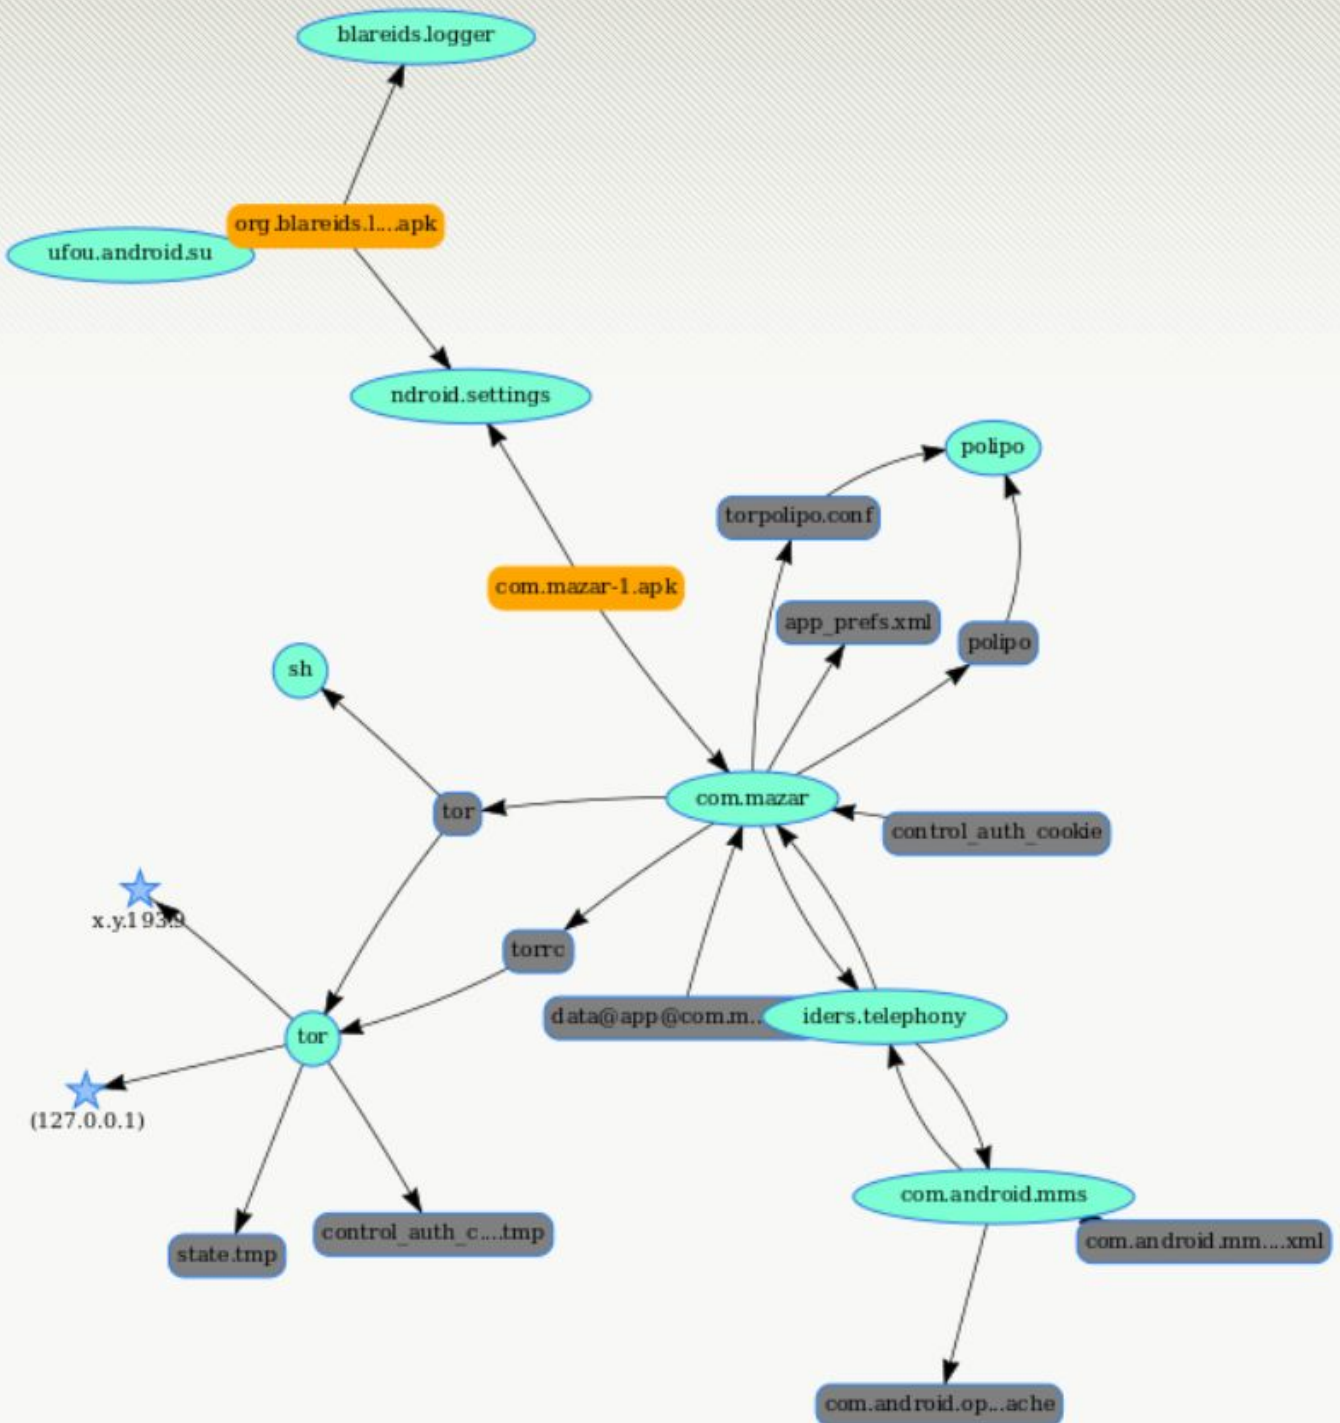 blareids.logger
org.blareids.l....apk
ufou.android.su
ndroid.settings
polipo
torpolipo.conf
com.mazar-1.apk
app_prefs.xml
polipo
sh
com.mazar
tor
control_auth_cookie
x.y.193.9
torrc
data@app@com.m..
iders.telephony
tor
(127.0.0.1)
com.android.mms
control_auth_c....tmp
com.android.mm....xml
state.tmp
com.android.op...ache